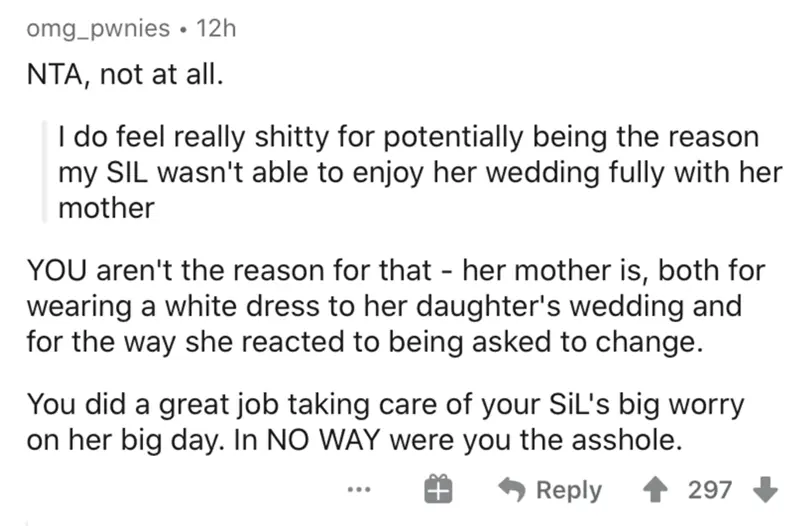 omg_pwnies • 12h
NTA, not at all.
I do feel really shitty for potentially being the reason
my SIL wasn't able to enjoy her wedding fully with her
mother
YOU aren't the reason for that - her mother is, both for
wearing a white dress to her daughter's wedding and
for the way she reacted to being asked to change.
You did a great job taking care of your SiL's big worry
on her big day. In NO WAY were you the asshole.
... Reply 297